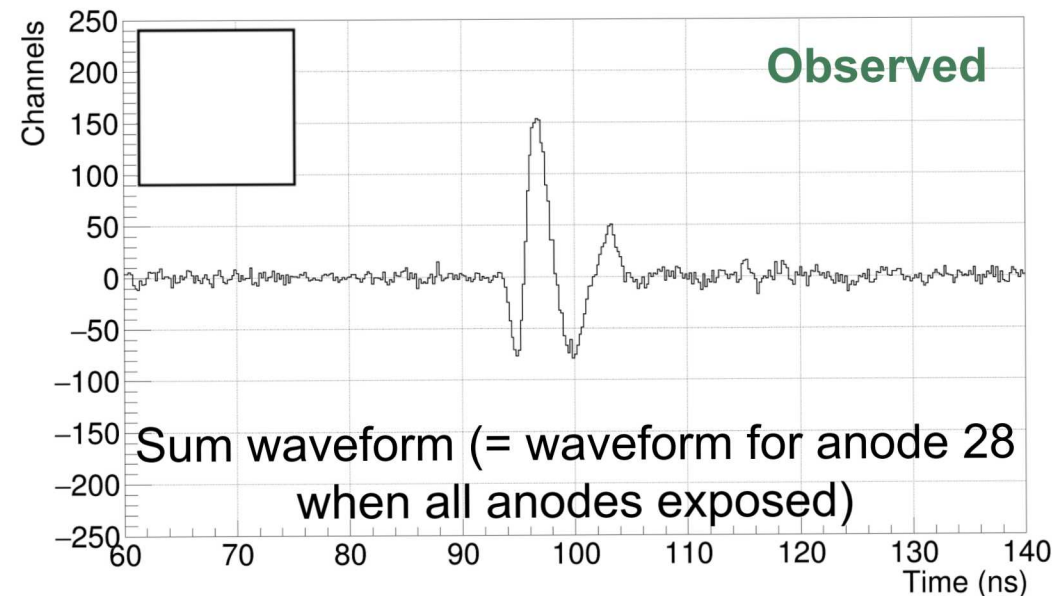 Channels
250
200
150
100
50
0
−50
−100
−150
−200
−250
Observed
Sum waveform (= waveform for anode 28
when all anodes exposed)
60 70 80 90 100 110 120 130 140
Time (ns)